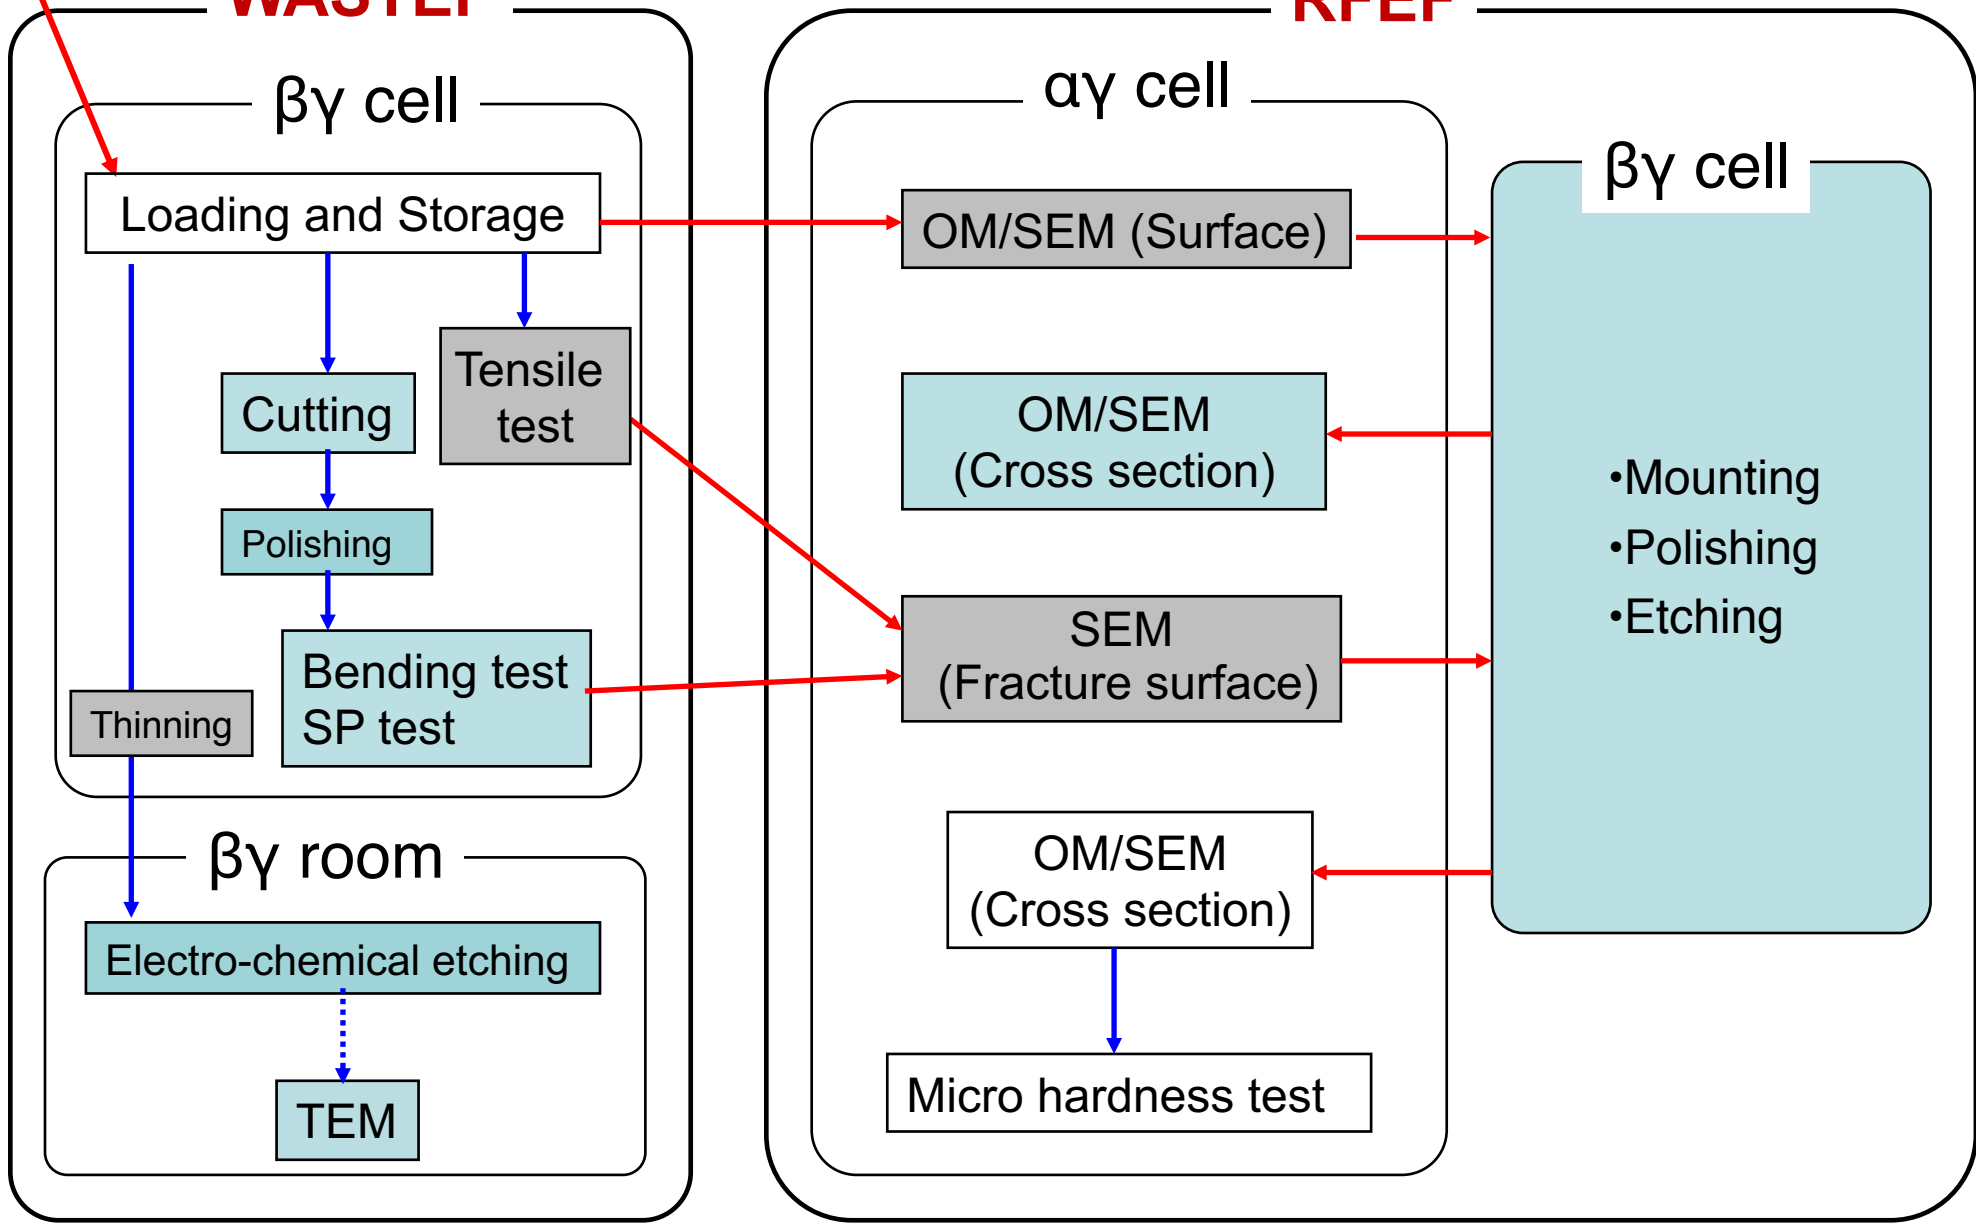 WASTEF
RFEF
βγ cell
Loading and Storage
Cutting
Tensile
test
Polishing
Bending test
SP test
Thinning
βγ room
Electro-chemical etching
TEM
αγ cell
OM/SEM (Surface)
OM/SEM
(Cross section)
SEM
(Fracture surface)
OM/SEM
(Cross section)
Micro hardness test
βγ cell
•Mounting
•Polishing
•Etching